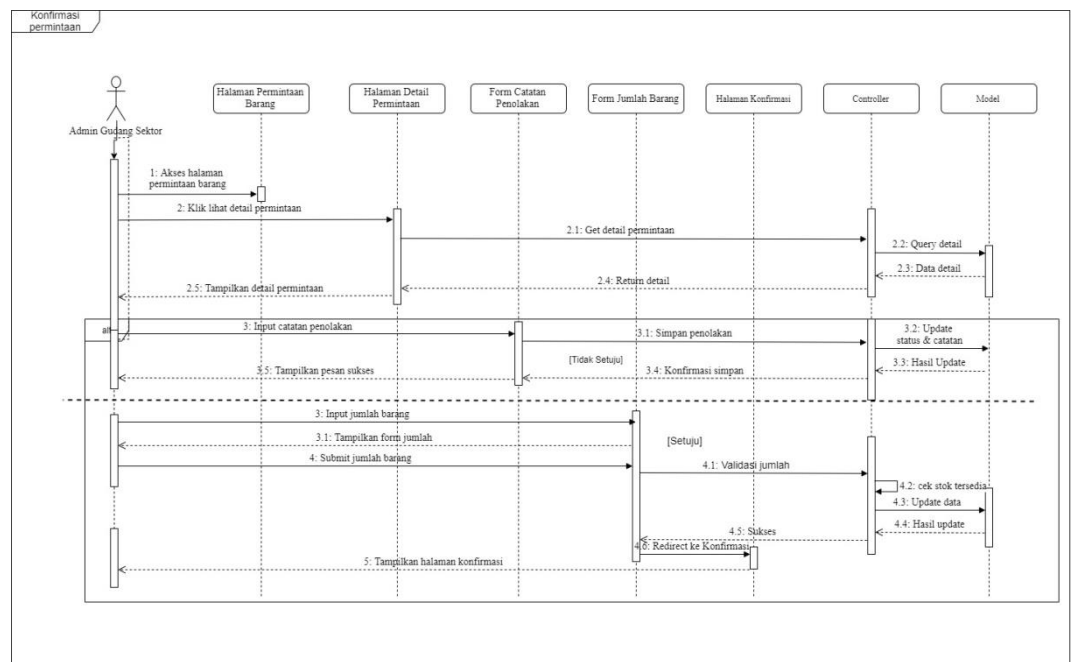 Konfirmasi
permintaan
Halaman Permintaan
Barang
Halaman Detail
Permintaan
Form Catatan
Penolakan
Form Jumlah Barang
Halaman Konfirmasi
Controller
Model
Admin Gudang Sektor
1: Akses halaman
permintaan barang
2: Klik lihat detail permintaan
2.1: Get detail permintaan
2.2: Query detail
2.3: Data detail
2.4: Return detail
2.5: Tampilkan detail permintaan
alt
3: Input catatan penolakan
3.1: Simpan penolakan
3.2: Update
status & catatan
[Tidak Setuju]
3.3: Hasil Update
3.4: Konfirmasi simpan
3.5: Tampilkan pesan sukses
3: Input jumlah barang
3.1: Tampilkan form jumlah
[Setuju]
4: Submit jumlah barang
4.1: Validasi jumlah
4.2: cek stok tersedia
4.3: Update data
4.4: Hasil update
4.5: Sukses
4.6: Redirect ke Konfirmasi
5: Tampilkan halaman konfirmasi